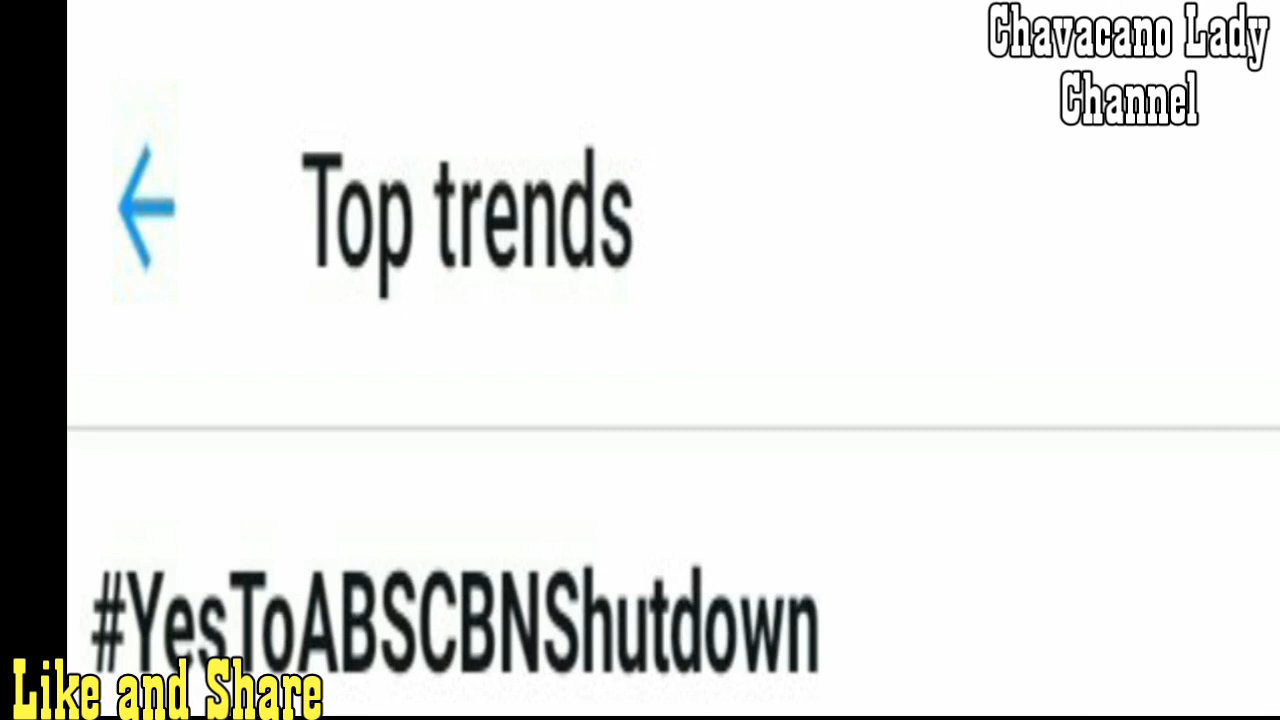 Chavacano Lady
Channel
Top trends
#YesToABSCBNShutdown
Like and Share